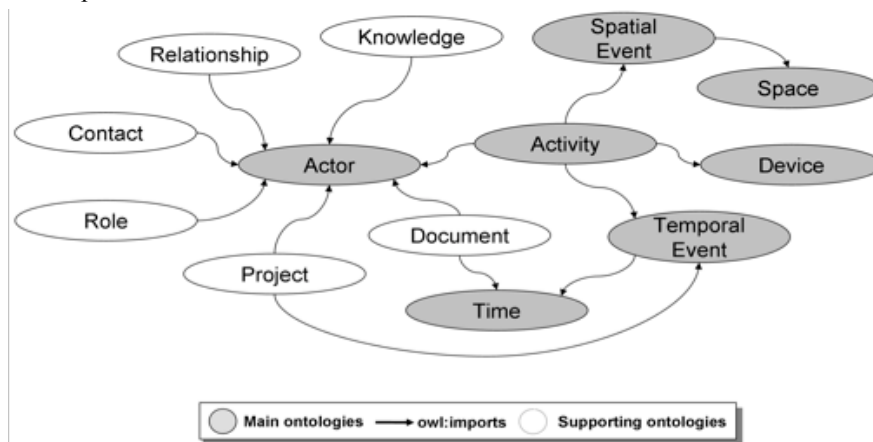 Knowledge
Spatial
Event
Relationship
Space
Contact
Activity
Actor
Device
Role
Document
Temporal
Event
Project
Time
Main ontologies
owl:imports
Supporting ontologies